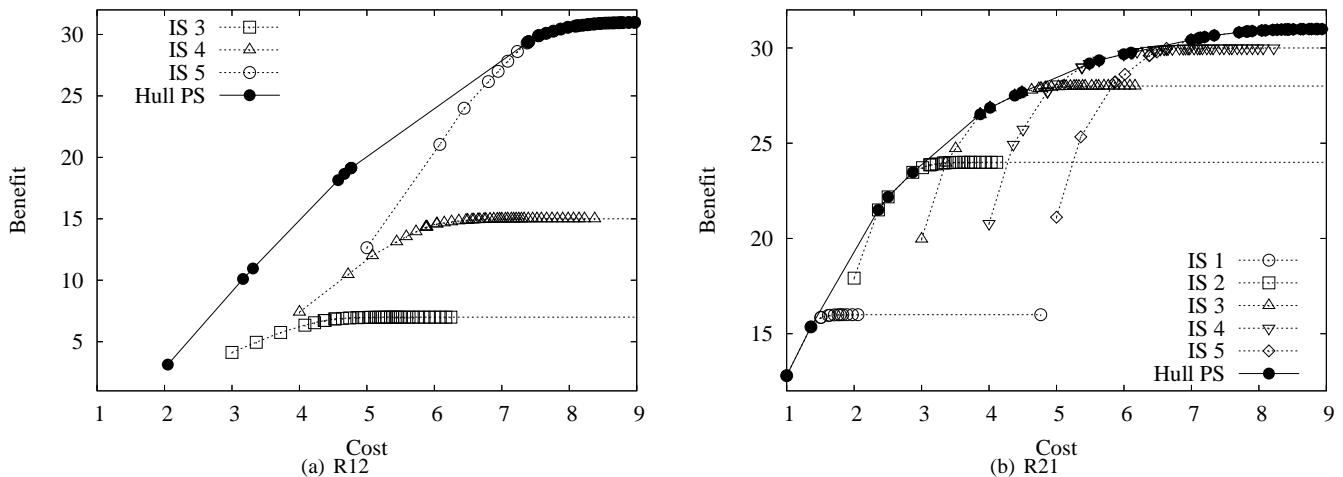 30
25
20
15
10
5
Benefit
IS 3
IS 4
IS 5
Hull PS
1 2 3 4 5 6 7 8 9
Cost
(a) R12
30
25
20
15
Benefit
IS 1
IS 2
IS 3
IS 4
IS 5
Hull PS
1 2 3 4 5 6 7 8 9
Cost
(b) R21